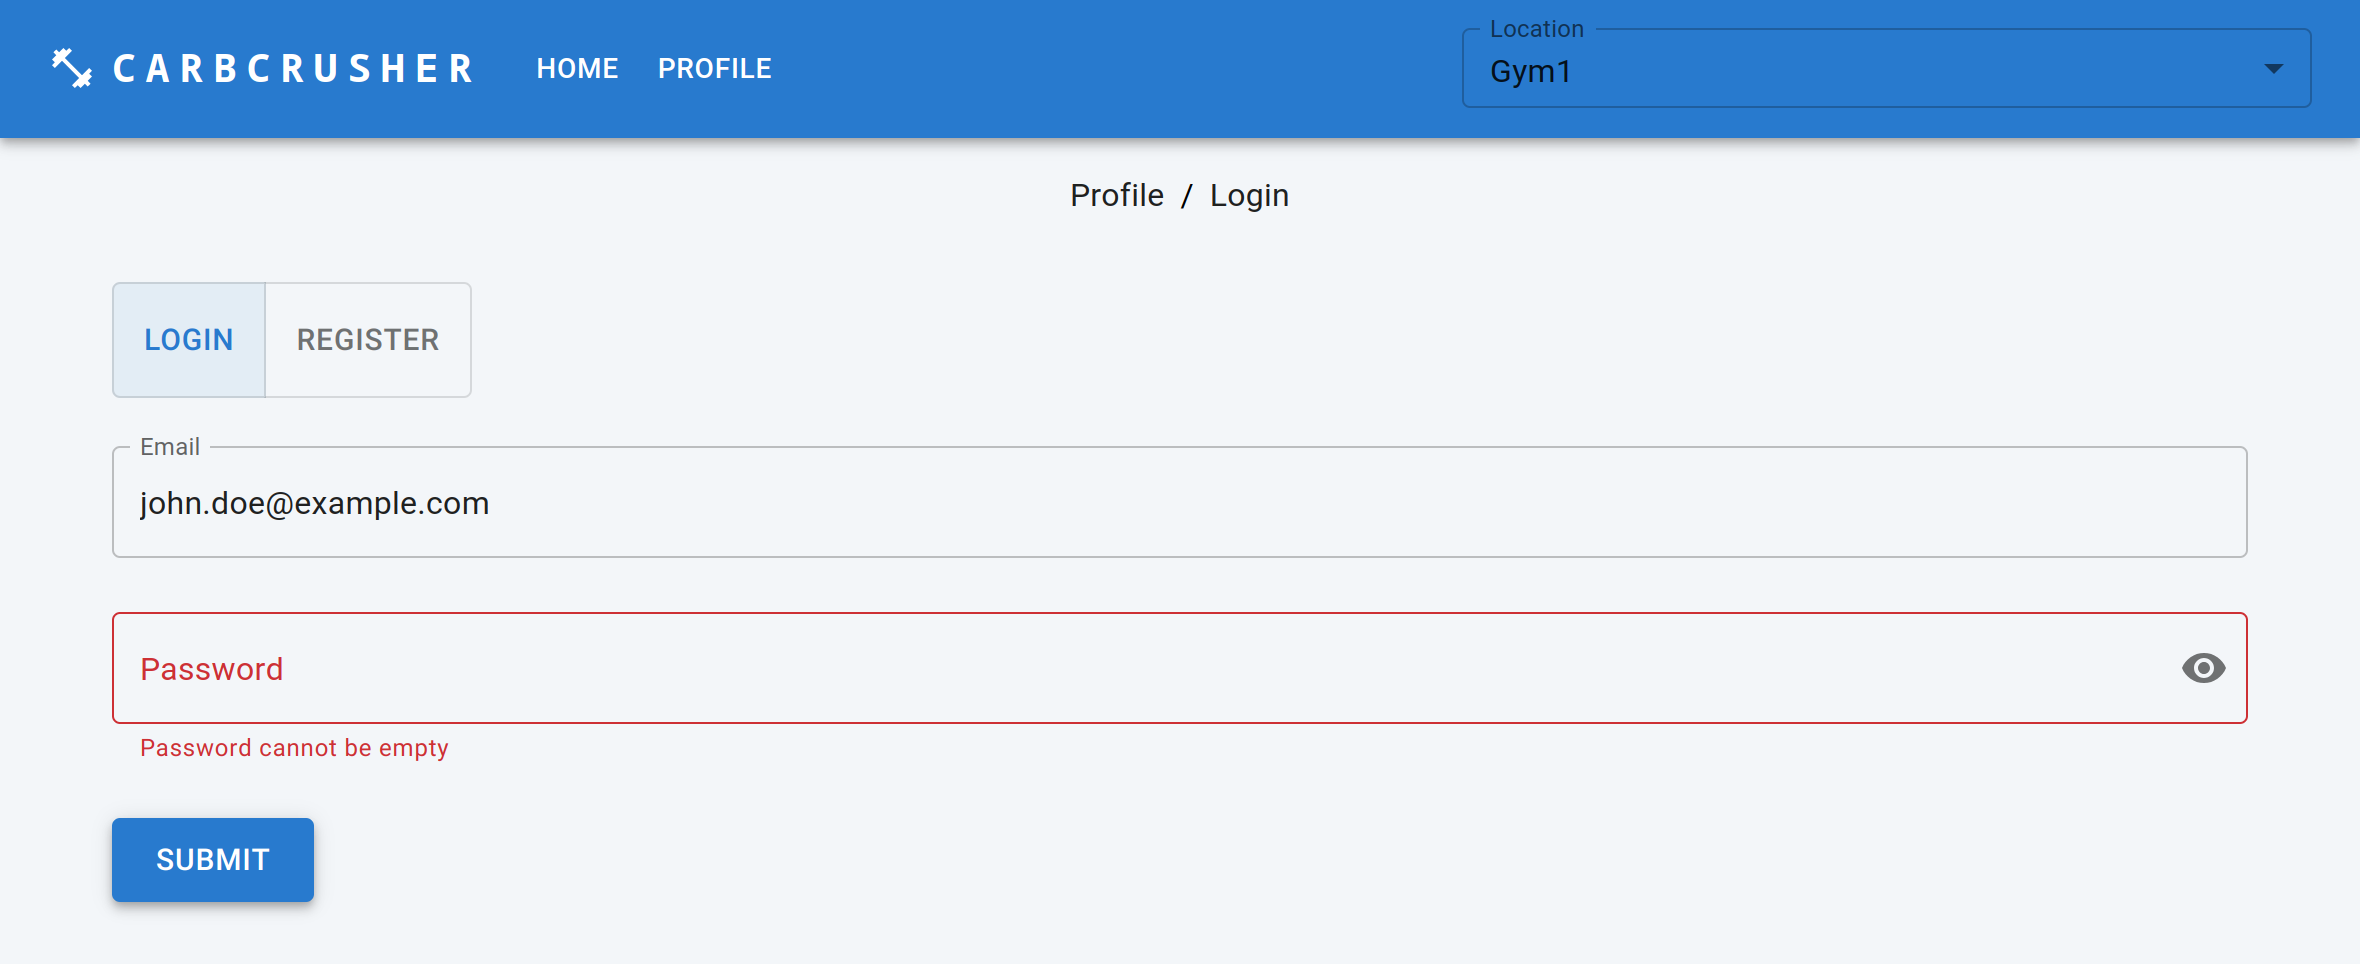 CARBCRUSHER HOME PROFILE
Location
Gym1
Profile / Login
LOGIN REGISTER
Email
john.doe@example.com
Password
Password cannot be empty
SUBMIT